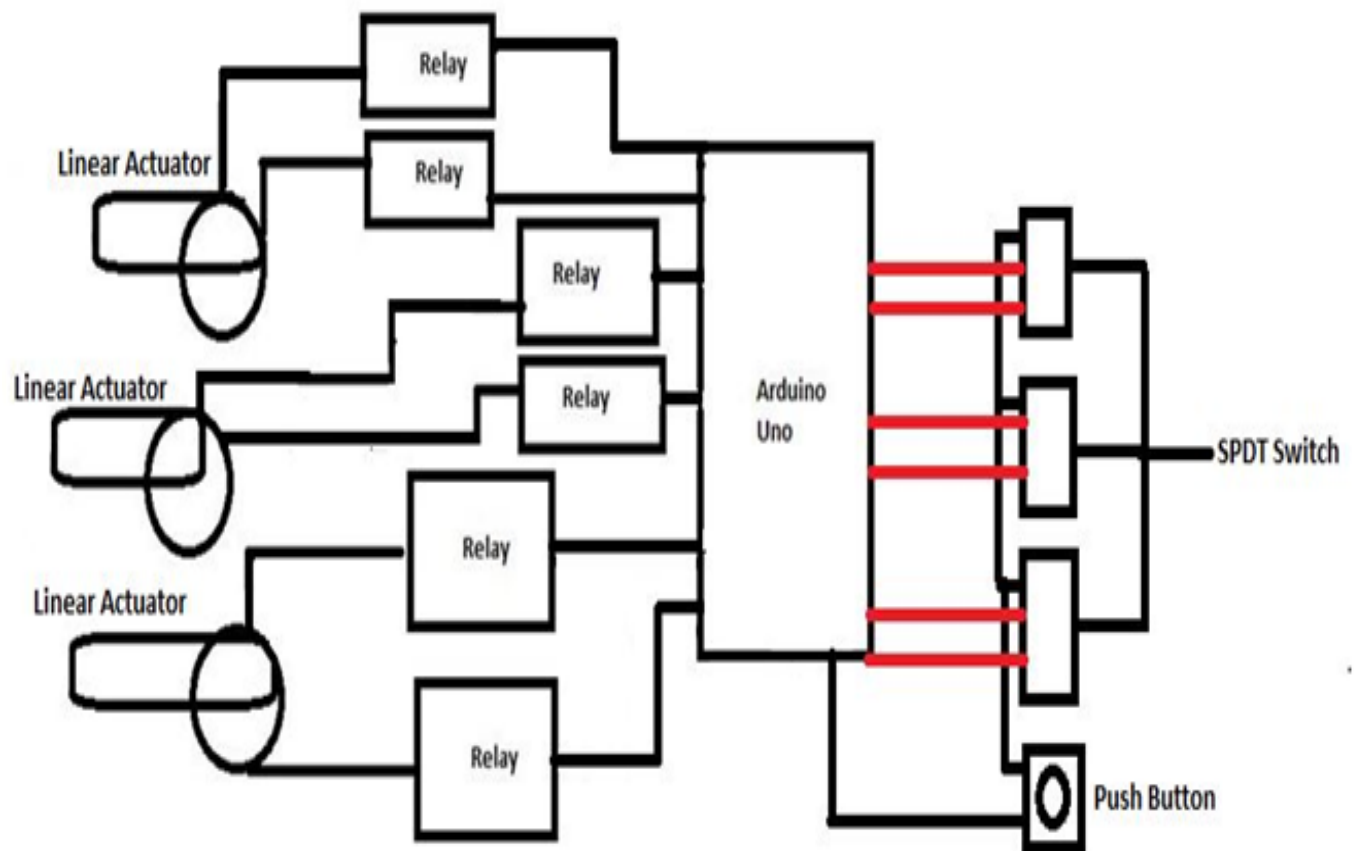 Relay
Linear Actuator
Relay
Relay
Linear Actuator
Relay
Arduino
Uno
SPDT Switch
Relay
Linear Actuator
Relay
Push Button